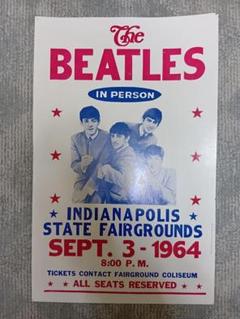 The
BEATLES
IN PERSON
INDIANAPOLIS
STATE FAIRGROUNDS
SEPT. 3 - 1964
8:00 P. M.
TICKETS CONTACT FAIRGROUND COLISEUM
ALL SEATS RESERVED